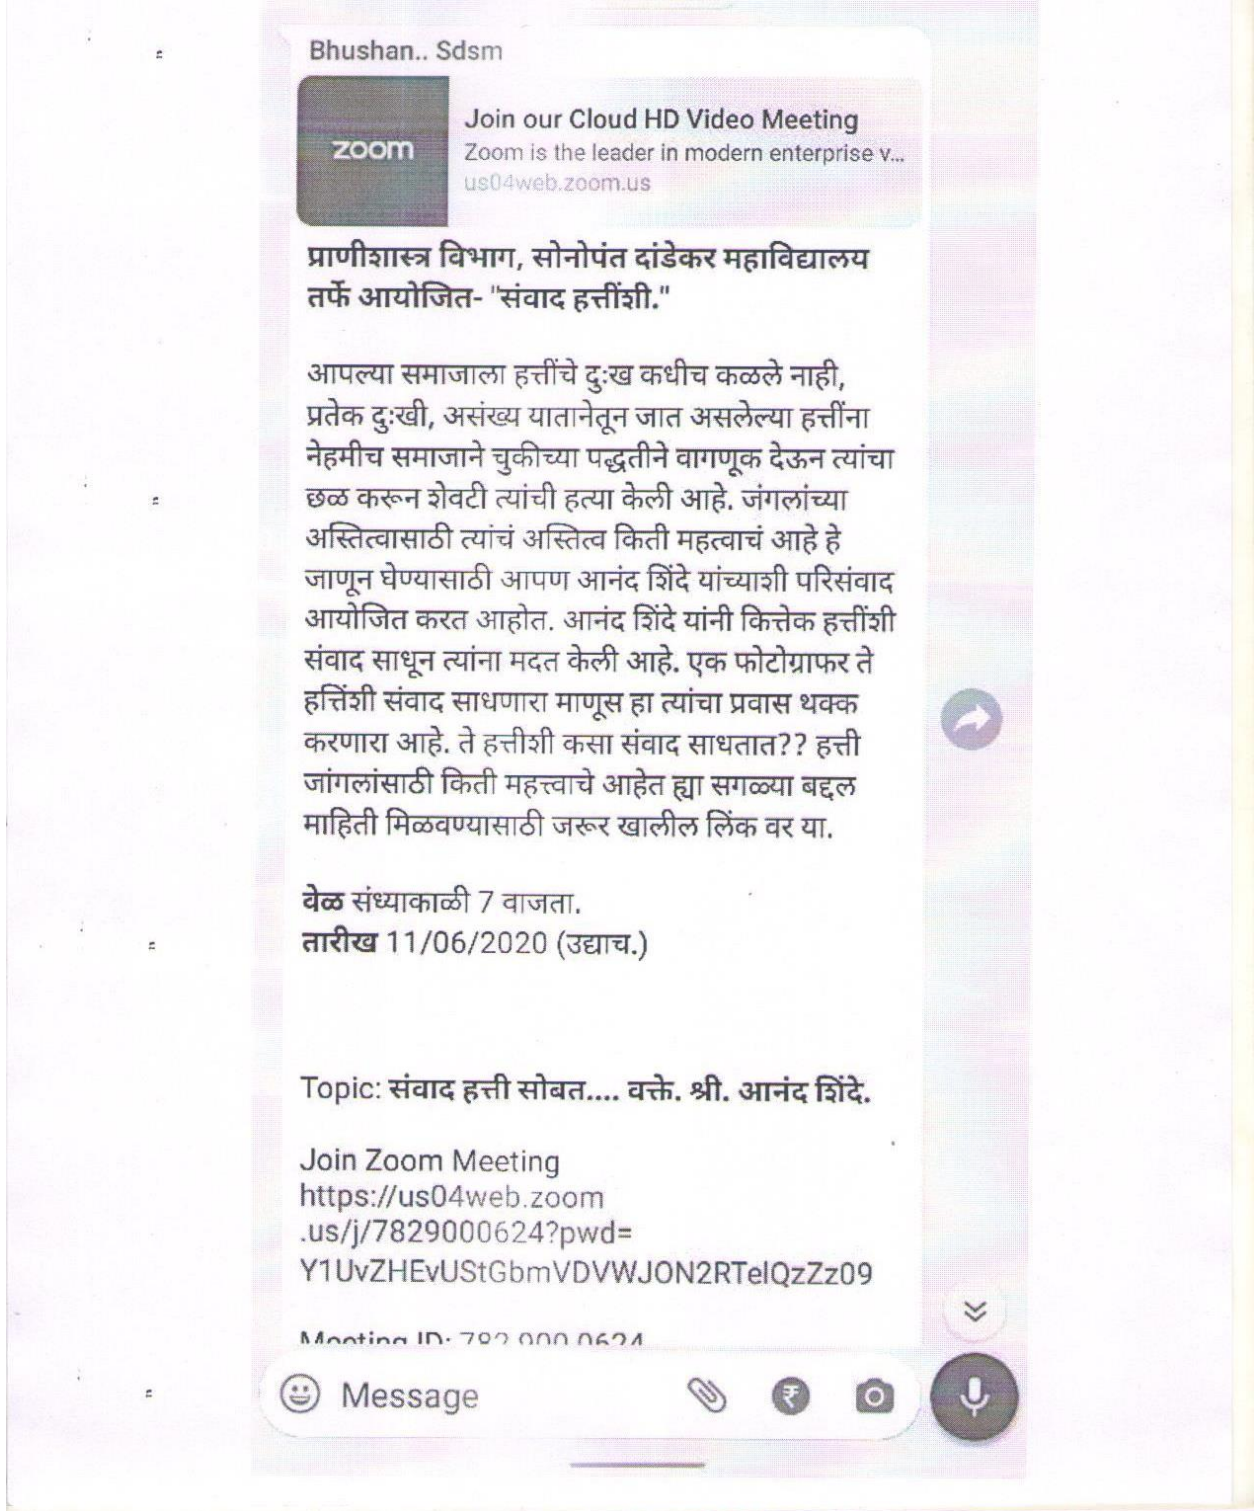 Bhushan.. Sdsm
zoom
Join our Cloud HD Video Meeting
Zoom is the leader in modern enterprise v...
us04web.zoom.us
प्राणीशास्त्र विभाग, सोनोपंत दांडेकर महाविद्यालय
तर्फे आयोजित- "संवाद हत्तींशी."
आपल्या समाजाला हत्तींचे दुःख कधीच कळले नाही,
प्रतेक दुःखी, असंख्य यातानेतून जात असलेल्या हत्तींना
नेहमीच समाजाने चुकीच्या पद्धतीने वागणूक देऊन त्यांचा
छळ करून शेवटी त्यांची हत्या केली आहे. जंगलांच्या
अस्तित्वासाठी त्यांचं अस्तित्व किती महत्वाचं आहे हे
जाणून घेण्यासाठी आपण आनंद शिंदे यांच्याशी परिसंवाद
आयोजित करत आहोत. आनंद शिंदे यांनी कित्तेक हत्तींशी
संवाद साधून त्यांना मदत केली आहे. एक फोटोग्राफर ते
हत्तिंशी संवाद साधणारा माणूस हा त्यांचा प्रवास थक्क
करणारा आहे. ते हत्तीशी कसा संवाद साधतात?? हत्ती
जांगलांसाठी किती महत्त्वाचे आहेत ह्या सगळ्या बद्दल
माहिती मिळवण्यासाठी जरूर खालील लिंक वर या.
वेळ संध्याकाळी 7 वाजता.
तारीख 11/06/2020 (उद्याच.)
Topic: संवाद हत्ती सोबत.... वक्ते. श्री. आनंद शिंदे.
Join Zoom Meeting
https://us04web.zoom
.us/j/7829000624?pwd=
Y1UvZHEvUStGbmVDVWJON2RTelQzZz09
Meeting ID: 782 900 0624
Message